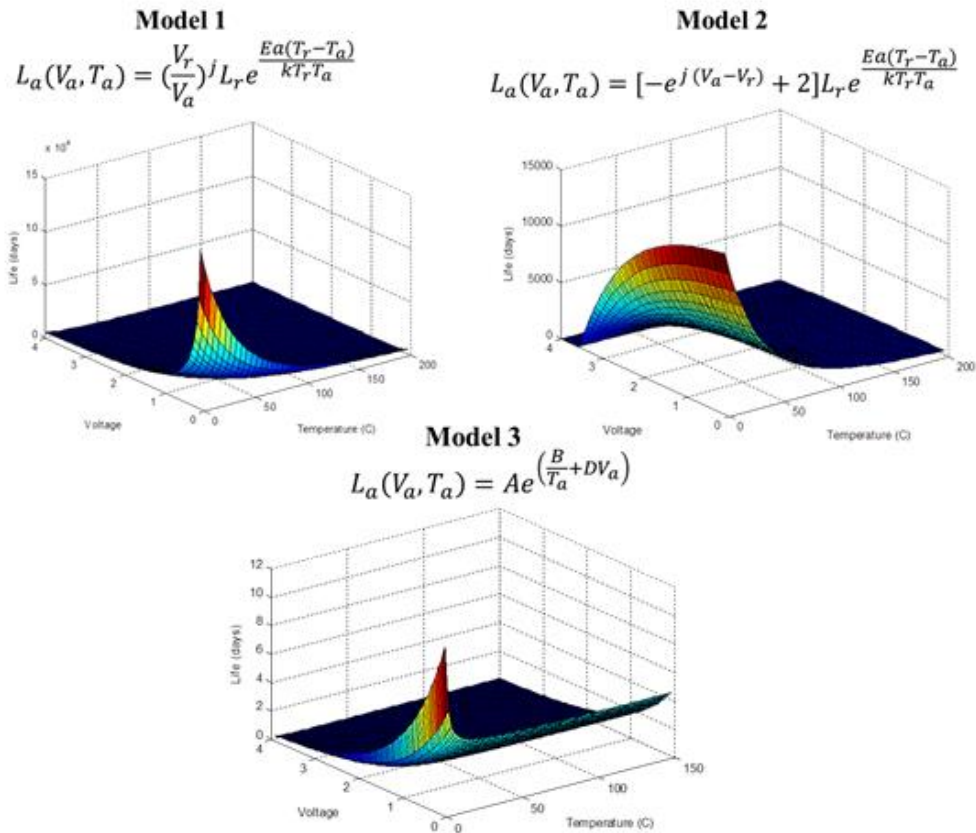 Model 1
Model 2
L_a(V_a, T_a) = (V_r/V_a)^j L_r e^{Ea(T_r−T_a)/kT_rT_a}
L_a(V_a, T_a) = [−e^{j (V_a−V_r)} + 2]L_r e^{Ea(T_r−T_a)/kT_rT_a}
15
10
5
0
Life (days)
4
3
2
1
0
Voltage
0
50
100
150
200
Temperature (C)
15000
10000
5000
0
Life (days)
4
3
2
1
0
Voltage
0
50
100
150
200
Temperature (C)
Model 3
L_a(V_a, T_a) = Ae^{(B/T_a + DV_a)}
12
10
8
6
4
2
0
Life (days)
4
3
2
1
0
Voltage
0
50
100
150
Temperature (C)